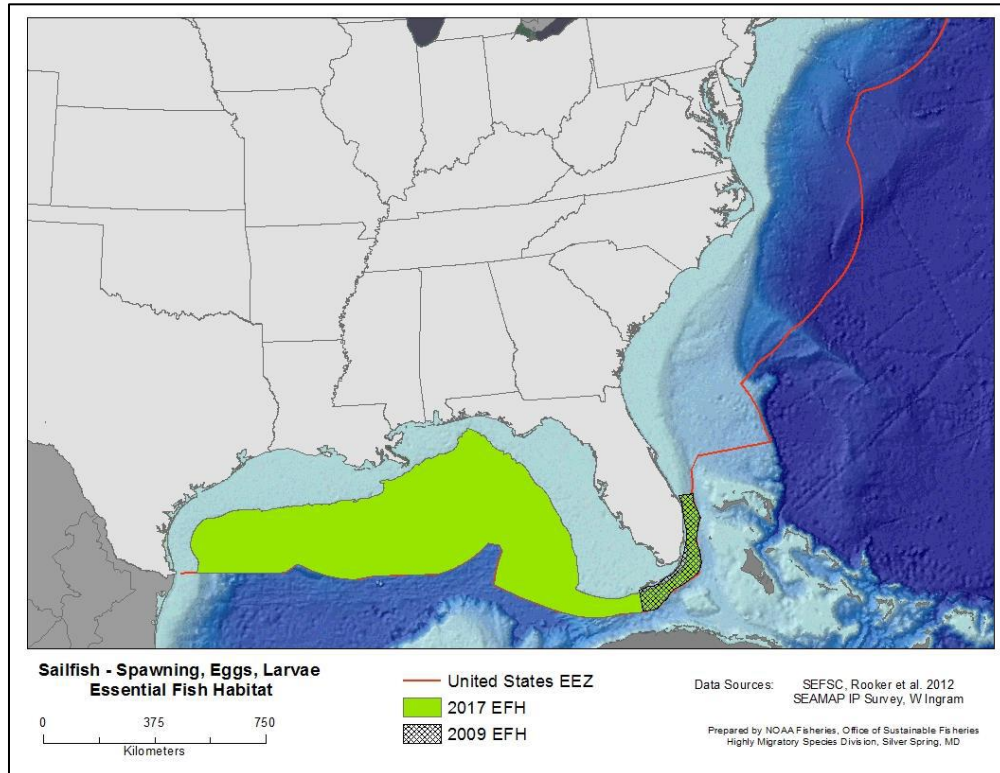 Sailfish - Spawning, Eggs, Larvae
Essential Fish Habitat
0 375 750
Kilometers
United States EEZ
2017 EFH
2009 EFH
Data Sources: SEFSC, Rooker et al. 2012
SEAMAP IP Survey, W Ingram
Prepared by NOAA Fisheries, Office of Sustainable Fisheries
Highly Migratory Species Division, Silver Spring, MD